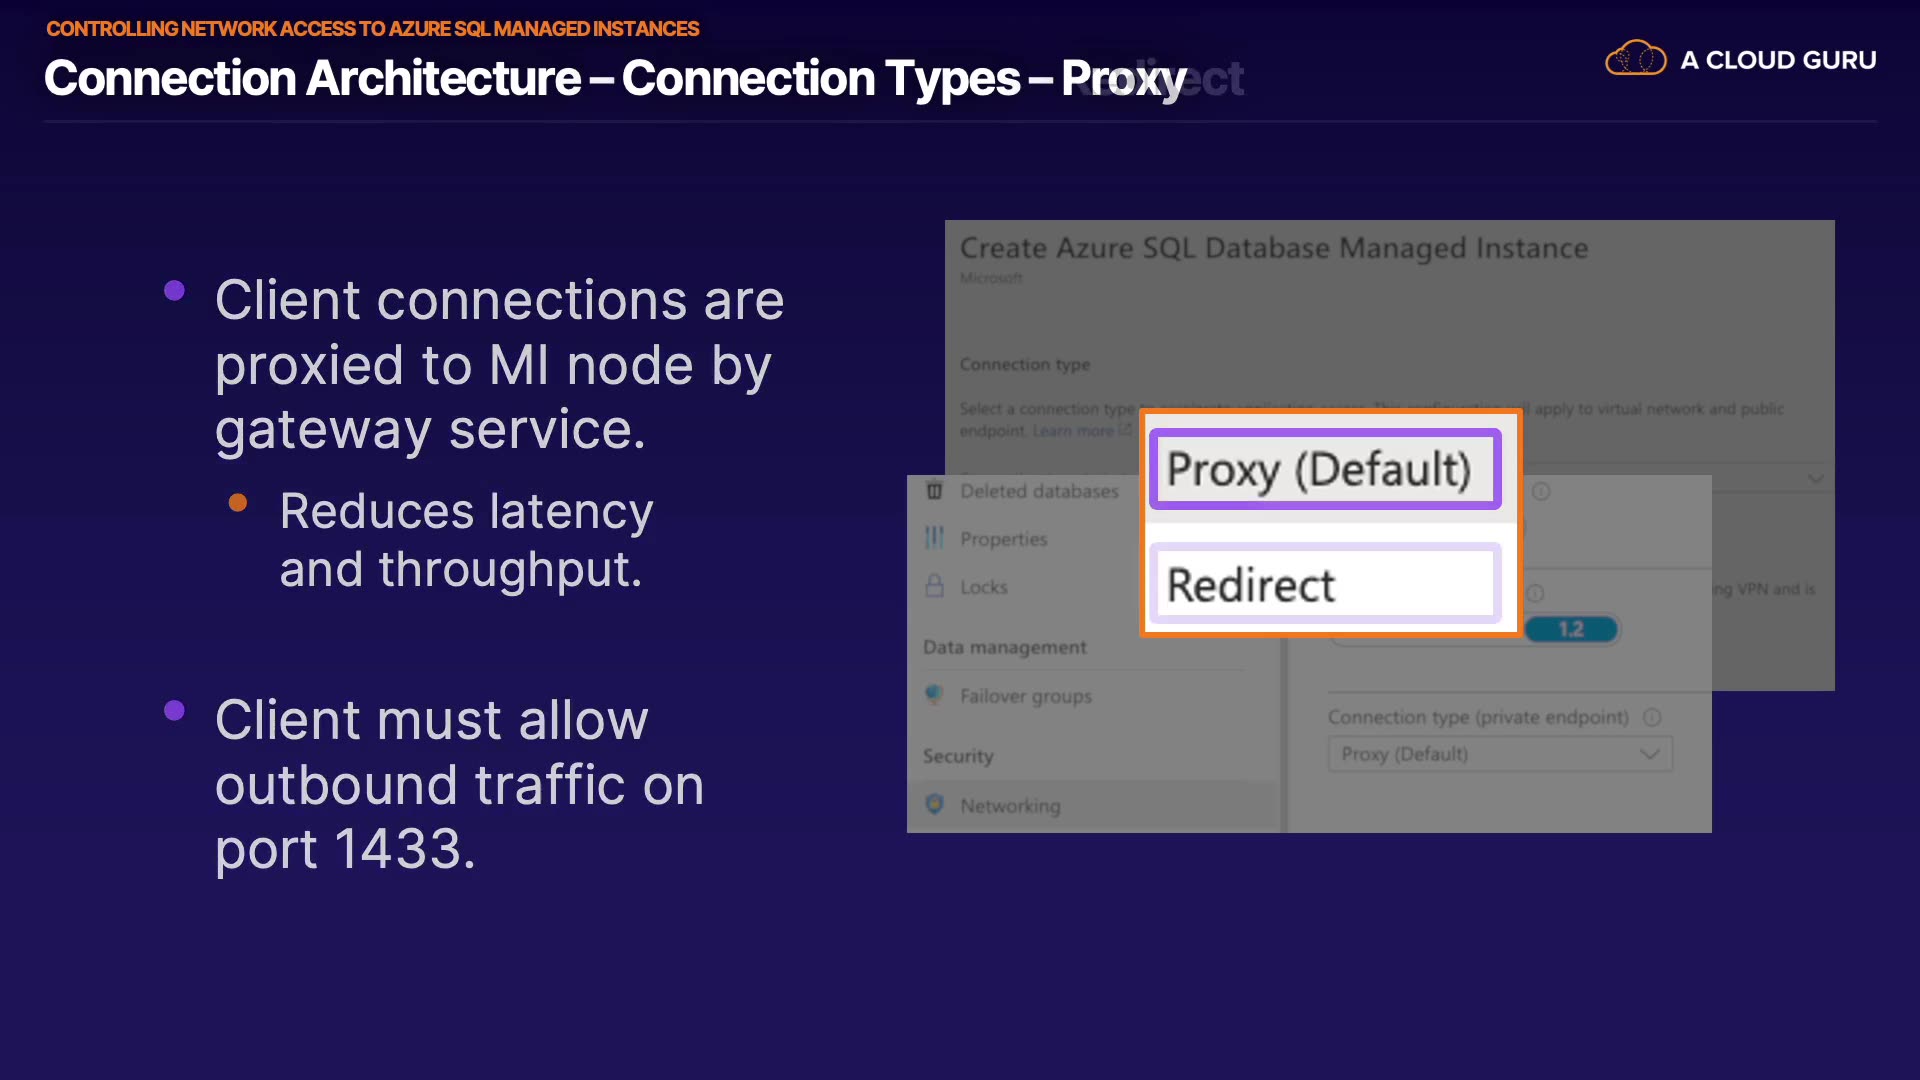 CONTROLLING NETWORK ACCESS TO AZURE SQL MANAGED INSTANCES
Connection Architecture – Connection Types – Proxy
A CLOUD GURU
Client connections are
proxied to MI node by
gateway service.
Reduces latency
and throughput.
Client must allow
outbound traffic on
port 1433.
Create Azure SQL Database Managed Instance
Microsoft
Connection type
Select a connection type
apply to virtual network and public
endpoint. Learn more
Proxy (Default)
Redirect
Deleted databases
Properties
Locks
Data management
Failover groups
Security
Networking
VPN and is
1.2
Connection type (private endpoint)
Proxy (Default)